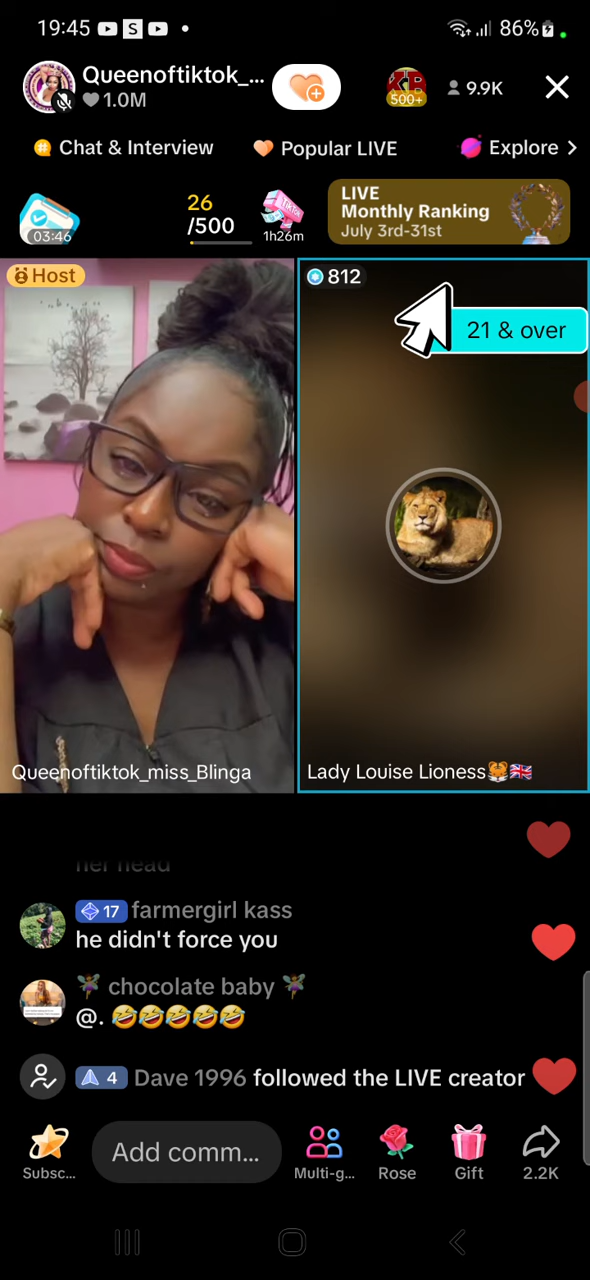 19:45
S
86%
Queenoftiktok_...
1.0M
500+
9.9K
Chat & Interview
Popular LIVE
Explore
03:46
26
/500
TIKTOK
1h26m
LIVE
Monthly Ranking
July 3rd-31st
Host
812
21 & over
Queenoftiktok_miss_Blinga
Lady Louise Lioness🐯🇬🇧
her head
17 farmergirl kass
he didn't force you
🧚🏾‍♀️ chocolate baby 🧚🏾‍♀️
@. 🤣🤣🤣🤣🤣
4 Dave 1996 followed the LIVE creator
Subsc...
Add comm...
Multi-g...
Rose
Gift
2.2K